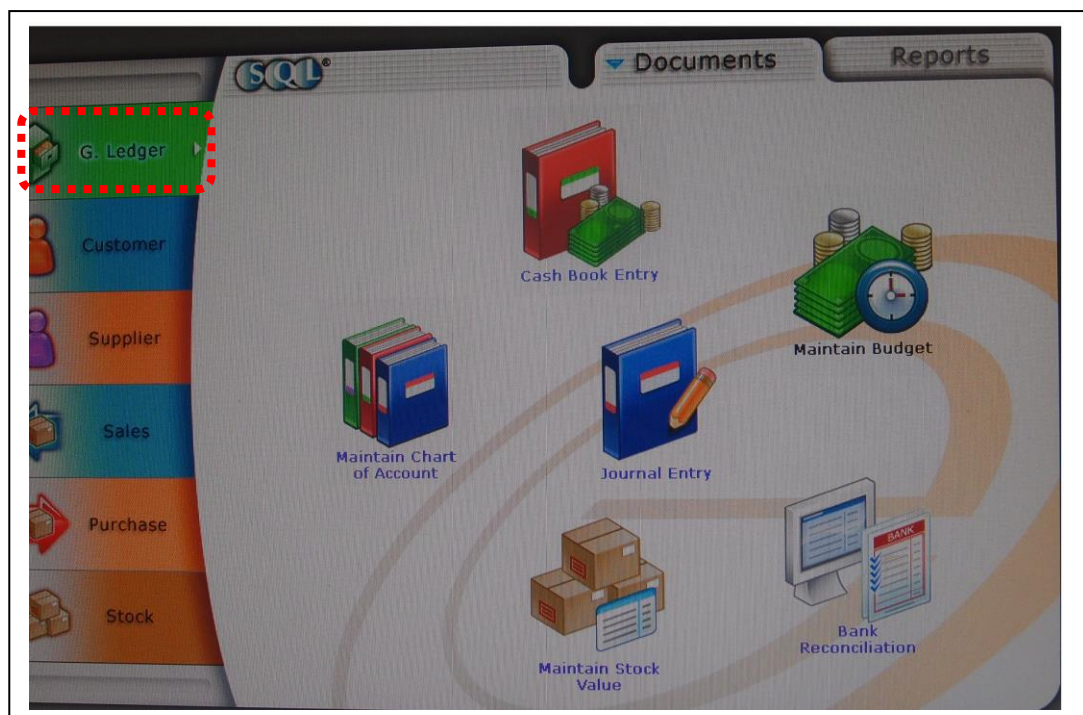 SQL®
Documents
Reports
G. Ledger
Customer
Supplier
Sales
Purchase
Stock
Cash Book Entry
Maintain Budget
Maintain Chart
of Account
Journal Entry
BANK
Bank
Reconciliation
Maintain Stock
Value